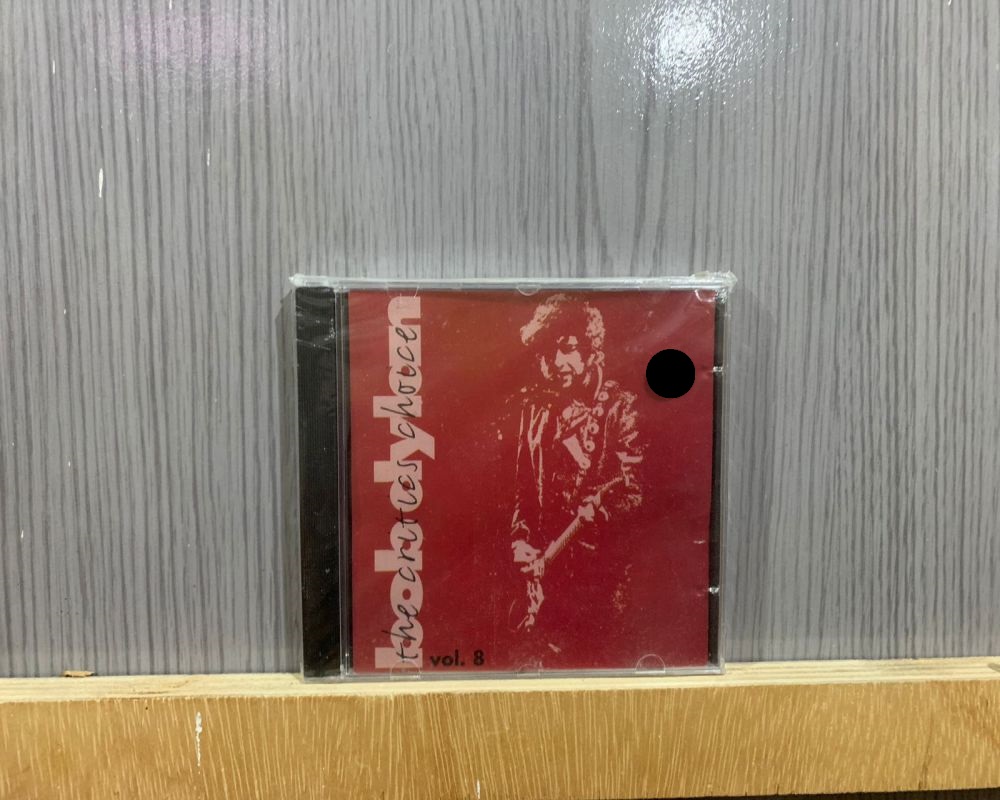 bob dylan
the critics choice
vol. 8